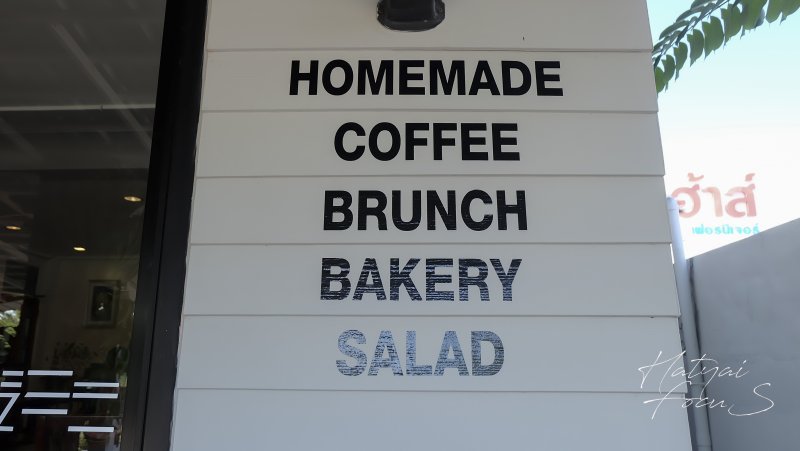 HOMEMADE
COFFEE
BRUNCH
BAKERY
SALAD
ฮ้าส์
เฟอร์นิเจอร์
Hatyai
Focus